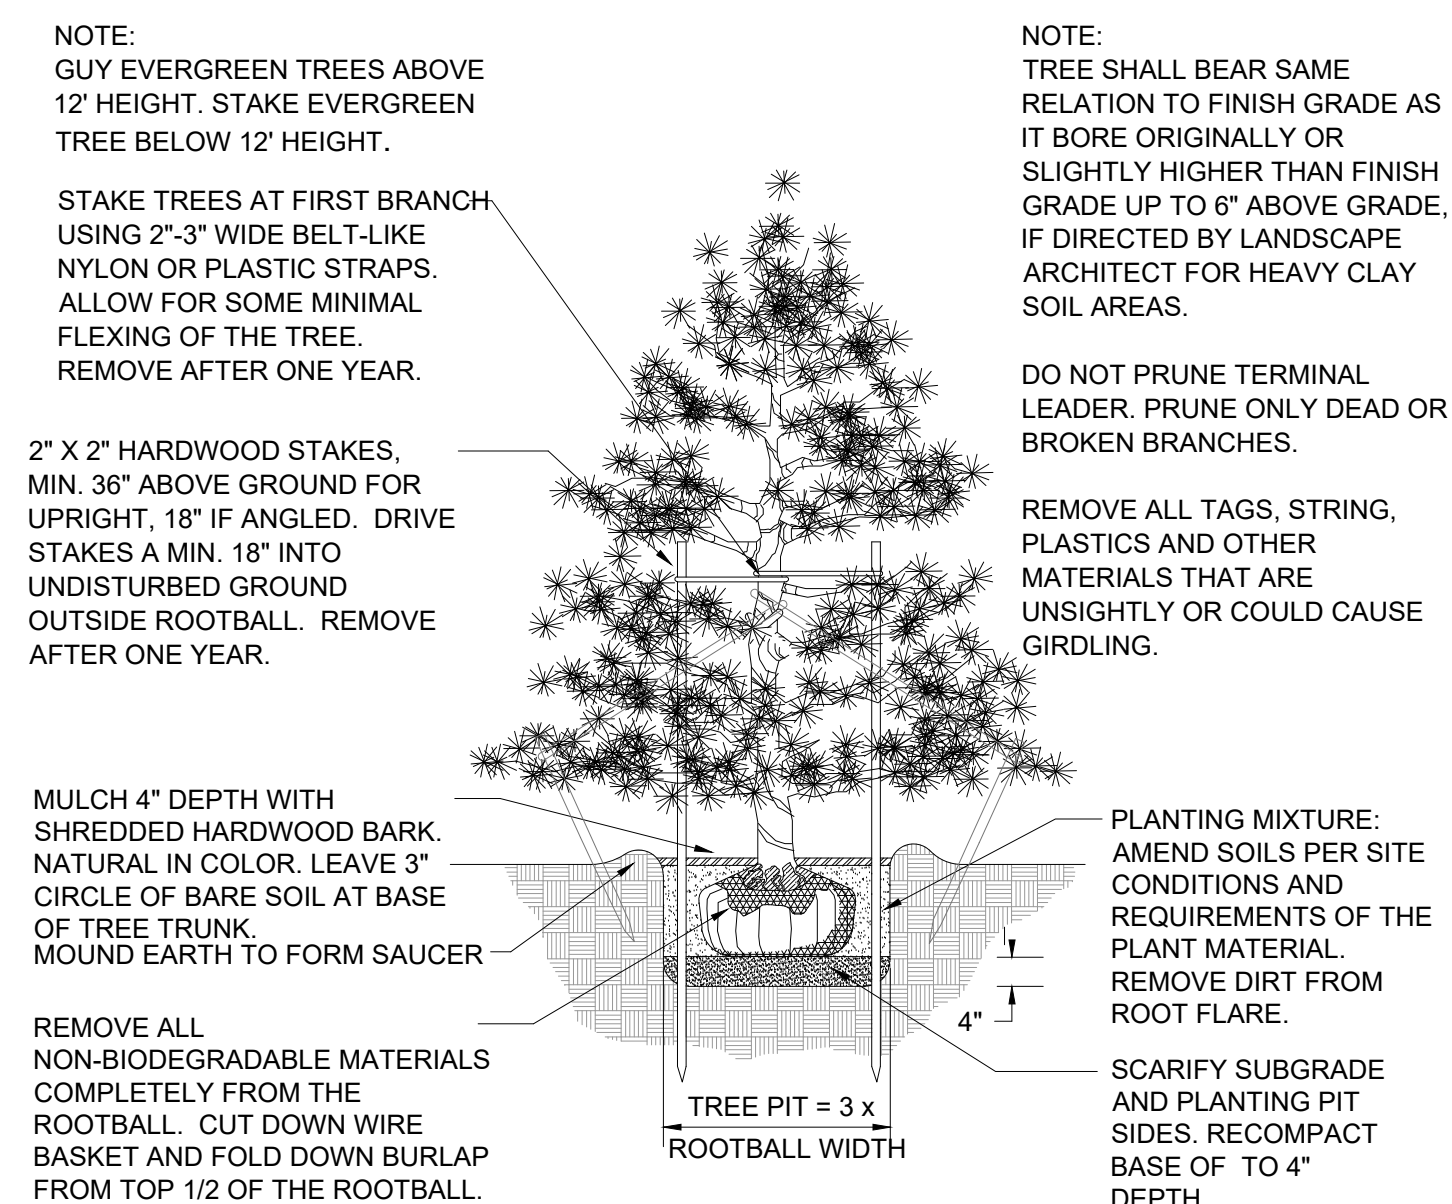 NOTE:
GUY EVERGREEN TREES ABOVE
12' HEIGHT. STAKE EVERGREEN
TREE BELOW 12' HEIGHT.
STAKE TREES AT FIRST BRANCH
USING 2"-3" WIDE BELT-LIKE
NYLON OR PLASTIC STRAPS.
ALLOW FOR SOME MINIMAL
FLEXING OF THE TREE.
REMOVE AFTER ONE YEAR.
2" X 2" HARDWOOD STAKES,
MIN. 36" ABOVE GROUND FOR
UPRIGHT, 18" IF ANGLED.  DRIVE
STAKES A MIN. 18" INTO
UNDISTURBED GROUND
OUTSIDE ROOTBALL.  REMOVE
AFTER ONE YEAR.
MULCH 4" DEPTH WITH
SHREDDED HARDWOOD BARK.
NATURAL IN COLOR. LEAVE 3"
CIRCLE OF BARE SOIL AT BASE
OF TREE TRUNK.
MOUND EARTH TO FORM SAUCER
REMOVE ALL
NON-BIODEGRADABLE MATERIALS
COMPLETELY FROM THE
ROOTBALL.  CUT DOWN WIRE
BASKET AND FOLD DOWN BURLAP
FROM TOP 1/2 OF THE ROOTBALL.
TREE PIT = 3 x
ROOTBALL WIDTH
4"
NOTE:
TREE SHALL BEAR SAME
RELATION TO FINISH GRADE AS
IT BORE ORIGINALLY OR
SLIGHTLY HIGHER THAN FINISH
GRADE UP TO 6" ABOVE GRADE,
IF DIRECTED BY LANDSCAPE
ARCHITECT FOR HEAVY CLAY
SOIL AREAS.
DO NOT PRUNE TERMINAL
LEADER. PRUNE ONLY DEAD OR
BROKEN BRANCHES.
REMOVE ALL TAGS, STRING,
PLASTICS AND OTHER
MATERIALS THAT ARE
UNSIGHTLY OR COULD CAUSE
GIRDLING.
PLANTING MIXTURE:
AMEND SOILS PER SITE
CONDITIONS AND
REQUIREMENTS OF THE
PLANT MATERIAL.
REMOVE DIRT FROM
ROOT FLARE.
SCARIFY SUBGRADE
AND PLANTING PIT
SIDES. RECOMPACT
BASE OF  TO 4"
DEPTH